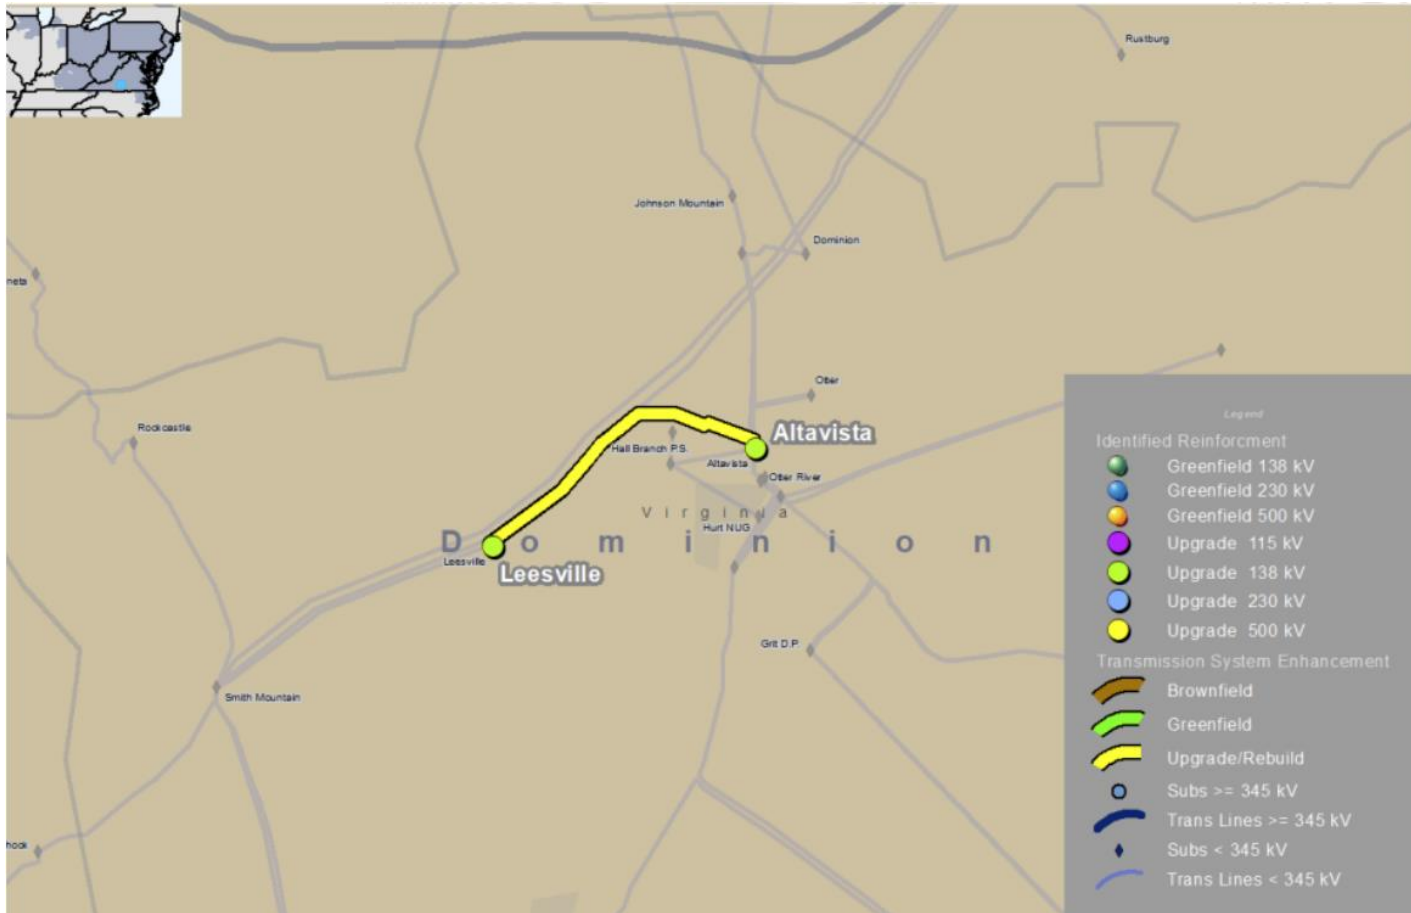 Rustburg
Johnson Mountain
Dominion
neta
Otter
Rockcastle
Altavista
Hall Branch P.S.
Altavista
Otter River
Virginia
Hurt NUG
Dominion
Leesville
Leesville
Grit D.P.
Smith Mountain
hook
Legend
Identified Reinforcment
Greenfield 138 kV
Greenfield 230 kV
Greenfield 500 kV
Upgrade 115 kV
Upgrade 138 kV
Upgrade 230 kV
Upgrade 500 kV
Transmission System Enhancement
Brownfield
Greenfield
Upgrade/Rebuild
Subs >= 345 kV
Trans Lines >= 345 kV
Subs < 345 kV
Trans Lines < 345 kV